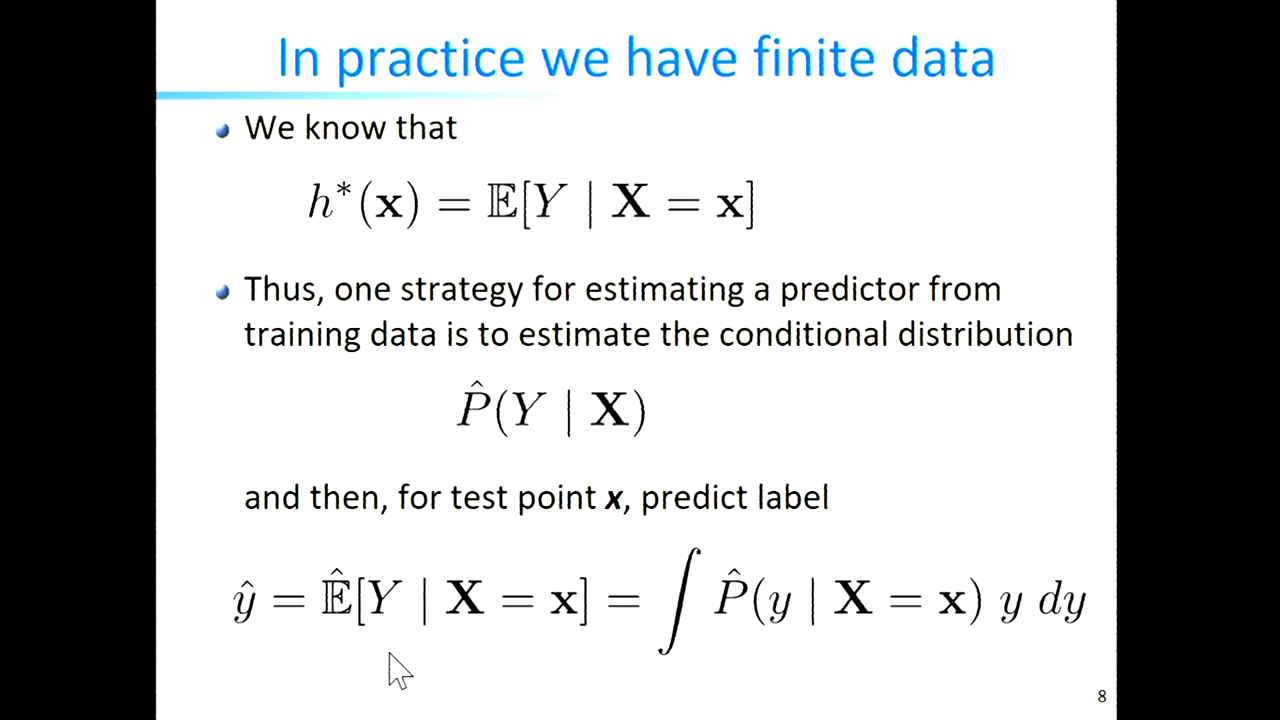 In practice we have finite data
We know that
h*(𝐱) = 𝔼[Y | 𝐗 = 𝐱]
Thus, one strategy for estimating a predictor from
training data is to estimate the conditional distribution
P̂(Y | 𝐗)
and then, for test point x, predict label
ŷ = 𝔼̂[Y | 𝐗 = 𝐱] = ∫ P̂(y | 𝐗 = 𝐱) y dy
8